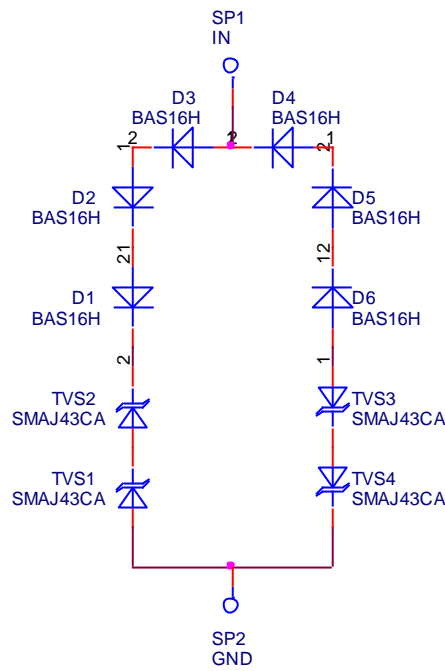 SP1
IN
D3
BAS16H
D4
BAS16H
1
2
1
2
2
1
D2
BAS16H
D5
BAS16H
21
12
D1
BAS16H
D6
BAS16H
2
1
TVS2
SMAJ43CA
TVS3
SMAJ43CA
TVS1
SMAJ43CA
TVS4
SMAJ43CA
SP2
GND